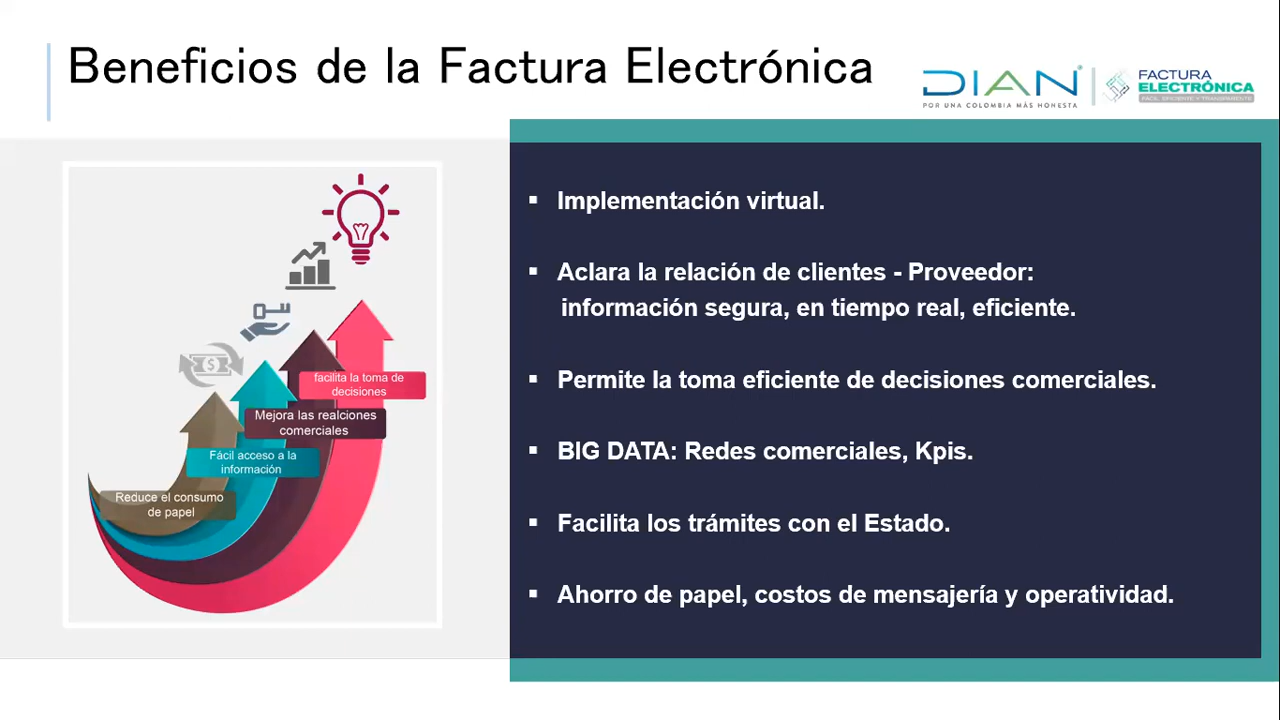 Beneficios de la Factura Electrónica
DIAN
POR UNA COLOMBIA MÁS HONESTA
FACTURA
ELECTRÓNICA
FÁCIL, EFICIENTE Y TRANSPARENTE
facilita la toma de
decisiones
Mejora las realciones
comerciales
Fácil acceso a la
información
Reduce el consumo
de papel
▪ Implementación virtual.
▪ Aclara la relación de clientes - Proveedor:
información segura, en tiempo real, eficiente.
▪ Permite la toma eficiente de decisiones comerciales.
▪ BIG DATA: Redes comerciales, Kpis.
▪ Facilita los trámites con el Estado.
▪ Ahorro de papel, costos de mensajería y operatividad.